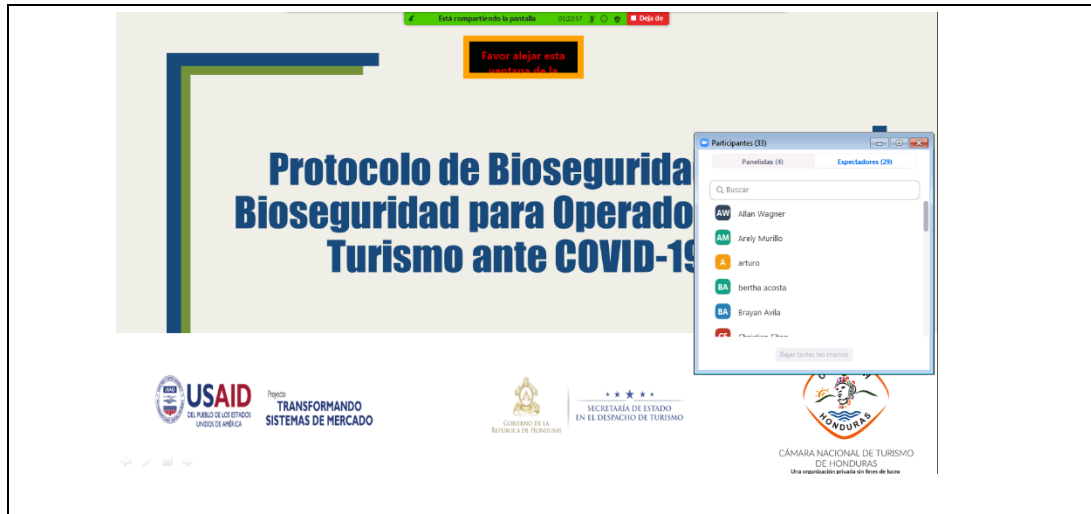 Está compartiendo la pantalla 01:22:57 Deja de
Favor alejar esta
ventana de la
Protocolo de Biosegurida
Bioseguridad para Operado
Turismo ante COVID-19
Participantes (33)
Panelistas (4) Espectadores (29)
Buscar
AW Allan Wagner
AM Arely Murillo
A arturo
BA bertha acosta
BA Brayan Avila
Bajar todas las manos
USAID
DEL PUEBLO DE LOS ESTADOS
UNIDOS DE AMÉRICA
Proyecto
TRANSFORMANDO
SISTEMAS DE MERCADO
GOBIERNO DE LA
REPÚBLICA DE HONDURAS
SECRETARÍA DE ESTADO
EN EL DESPACHO DE TURISMO
HONDURAS
CÁMARA NACIONAL DE TURISMO
DE HONDURAS
Una organización privada sin fines de lucro